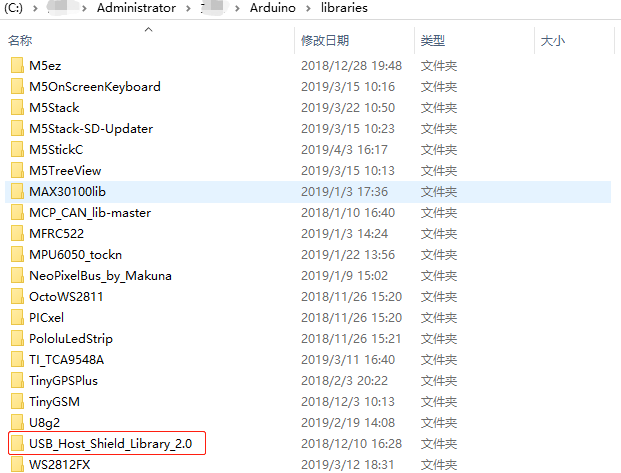 (C:) > > Administrator > > Arduino > libraries
名称 修改日期 类型 大小
M5ez 2018/12/28 19:48 文件夹
M5OnScreenKeyboard 2019/3/15 10:16 文件夹
M5Stack 2019/3/22 10:50 文件夹
M5Stack-SD-Updater 2019/3/15 10:23 文件夹
M5StickC 2019/4/3 16:17 文件夹
M5TreeView 2019/3/15 10:13 文件夹
MAX30100lib 2019/1/3 17:36 文件夹
MCP_CAN_lib-master 2018/1/10 16:40 文件夹
MFRC522 2019/1/3 14:24 文件夹
MPU6050_tockn 2019/1/22 13:56 文件夹
NeoPixelBus_by_Makuna 2019/1/9 15:02 文件夹
OctoWS2811 2018/11/26 15:20 文件夹
PICxel 2018/11/26 15:20 文件夹
PololuLedStrip 2018/11/26 15:21 文件夹
TI_TCA9548A 2019/3/11 16:40 文件夹
TinyGPSPlus 2018/2/3 20:22 文件夹
TinyGSM 2018/12/3 10:13 文件夹
U8g2 2019/2/19 14:08 文件夹
USB_Host_Shield_Library_2.0 2018/12/10 16:28 文件夹
WS2812FX 2019/3/12 18:31 文件夹